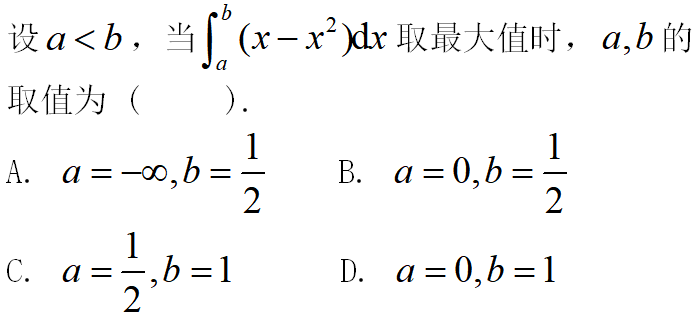 设 a < b ，当 ∫_a^b (x − x²)dx 取最大值时，a,b 的
取值为（  ）.
A. a = −∞,b = 1/2 B. a = 0,b = 1/2
C. a = 1/2,b = 1 D. a = 0,b = 1